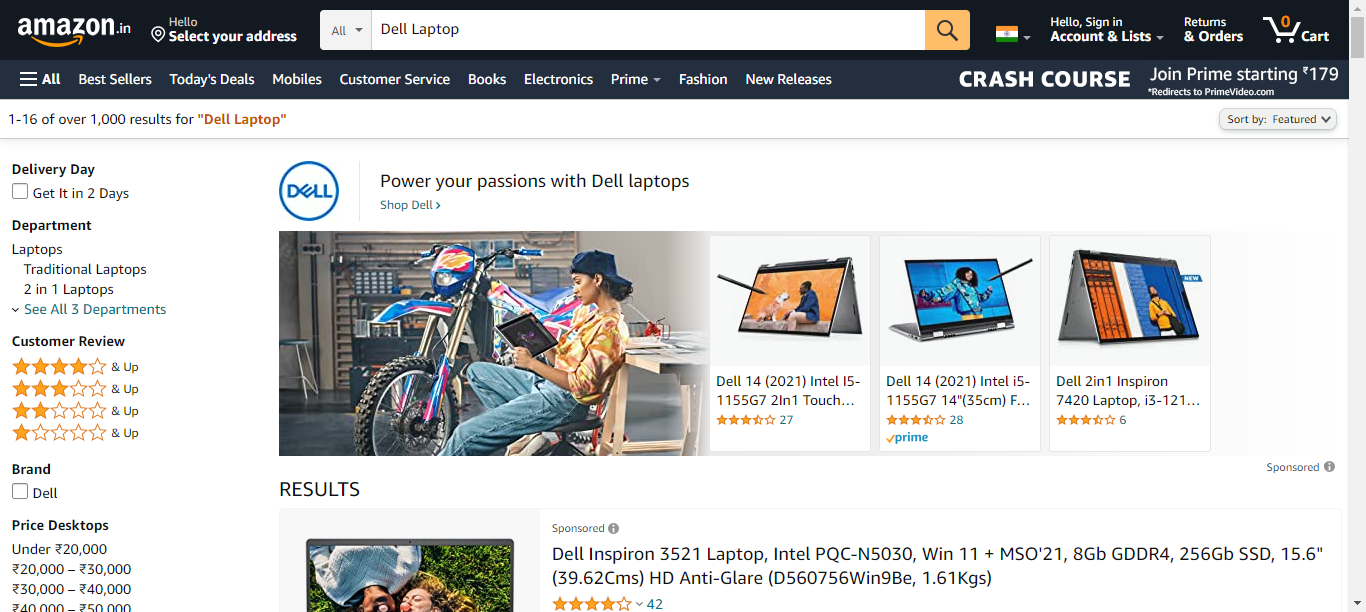 amazon.in
Hello
Select your address
All
Dell Laptop
Hello, Sign in
Account & Lists
Returns
& Orders
0
Cart
All
Best Sellers
Today's Deals
Mobiles
Customer Service
Books
Electronics
Prime
Fashion
New Releases
CRASH COURSE
Join Prime starting ₹179
*Redirects to PrimeVideo.com
1-16 of over 1,000 results for "Dell Laptop"
Sort by: Featured
Delivery Day
Get It in 2 Days
Department
Laptops
Traditional Laptops
2 in 1 Laptops
See All 3 Departments
Customer Review
& Up
& Up
& Up
& Up
Brand
Dell
Price Desktops
Under ₹20,000
₹20,000 – ₹30,000
₹30,000 – ₹40,000
₹40,000 – ₹50,000
DELL
Power your passions with Dell laptops
Shop Dell
Dell 14 (2021) Intel I5-
1155G7 2In1 Touch...
27
Dell 14 (2021) Intel i5-
1155G7 14"(35cm) F...
28
prime
NEW
Dell 2in1 Inspiron
7420 Laptop, i3-121...
6
Sponsored
RESULTS
Sponsored
Dell Inspiron 3521 Laptop, Intel PQC-N5030, Win 11 + MSO'21, 8Gb GDDR4, 256Gb SSD, 15.6"
(39.62Cms) HD Anti-Glare (D560756Win9Be, 1.61Kgs)
42